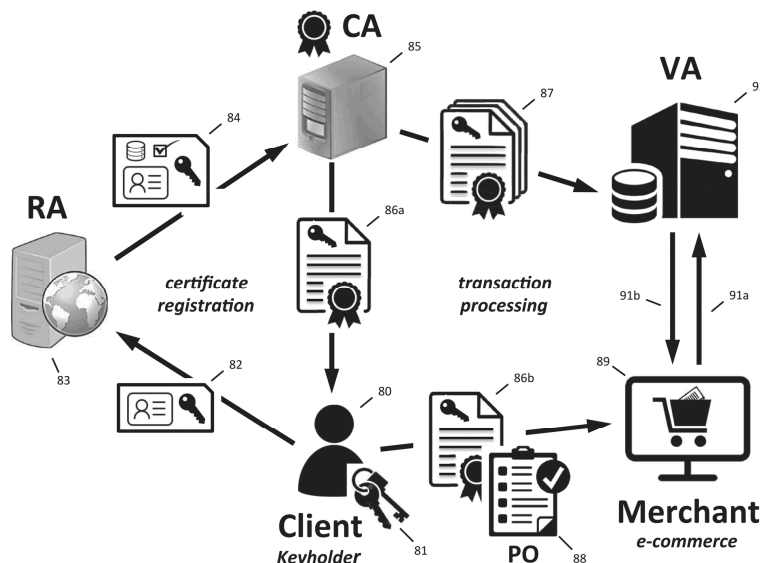 CA
85
VA
84
87
RA
86a
certificate
registration
transaction
processing
91b
91a
83
82
80
86b
89
Client
Keyholder
81
PO
88
Merchant
e-commerce